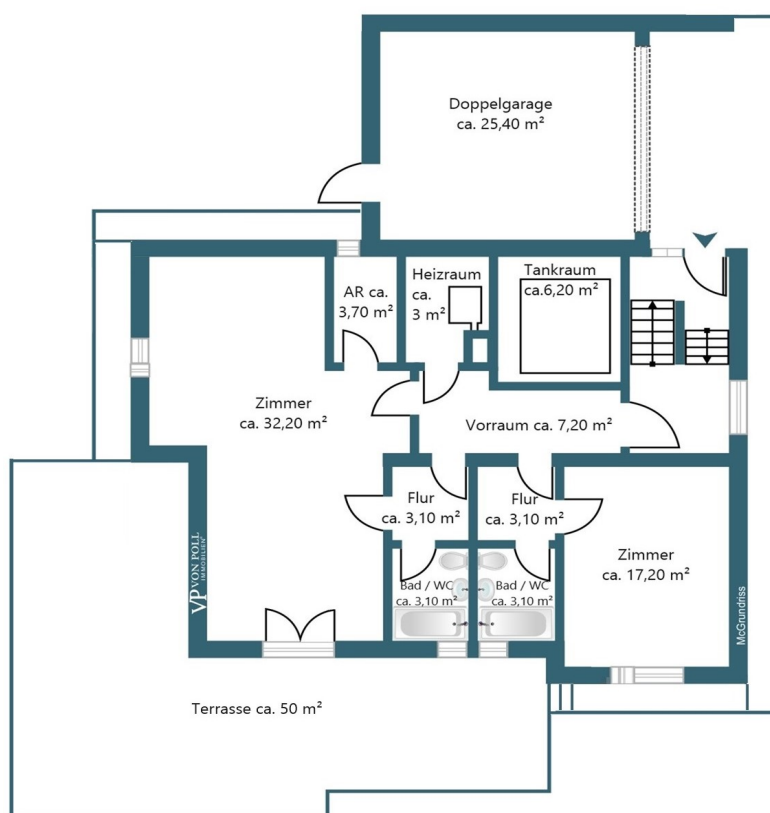 Doppelgarage
ca. 25,40 m²
AR ca.
3,70 m²
Heizraum
ca.
3 m²
Tankraum
ca.6,20 m²
Zimmer
ca. 32,20 m²
Vorraum ca. 7,20 m²
Flur
ca. 3,10 m²
Flur
ca. 3,10 m²
Zimmer
ca. 17,20 m²
Bad / WC
ca. 3,10 m²
Bad / WC
ca. 3,10 m²
VP VON POLL
IMMOBILIEN®
McGrundriss
Terrasse ca. 50 m²